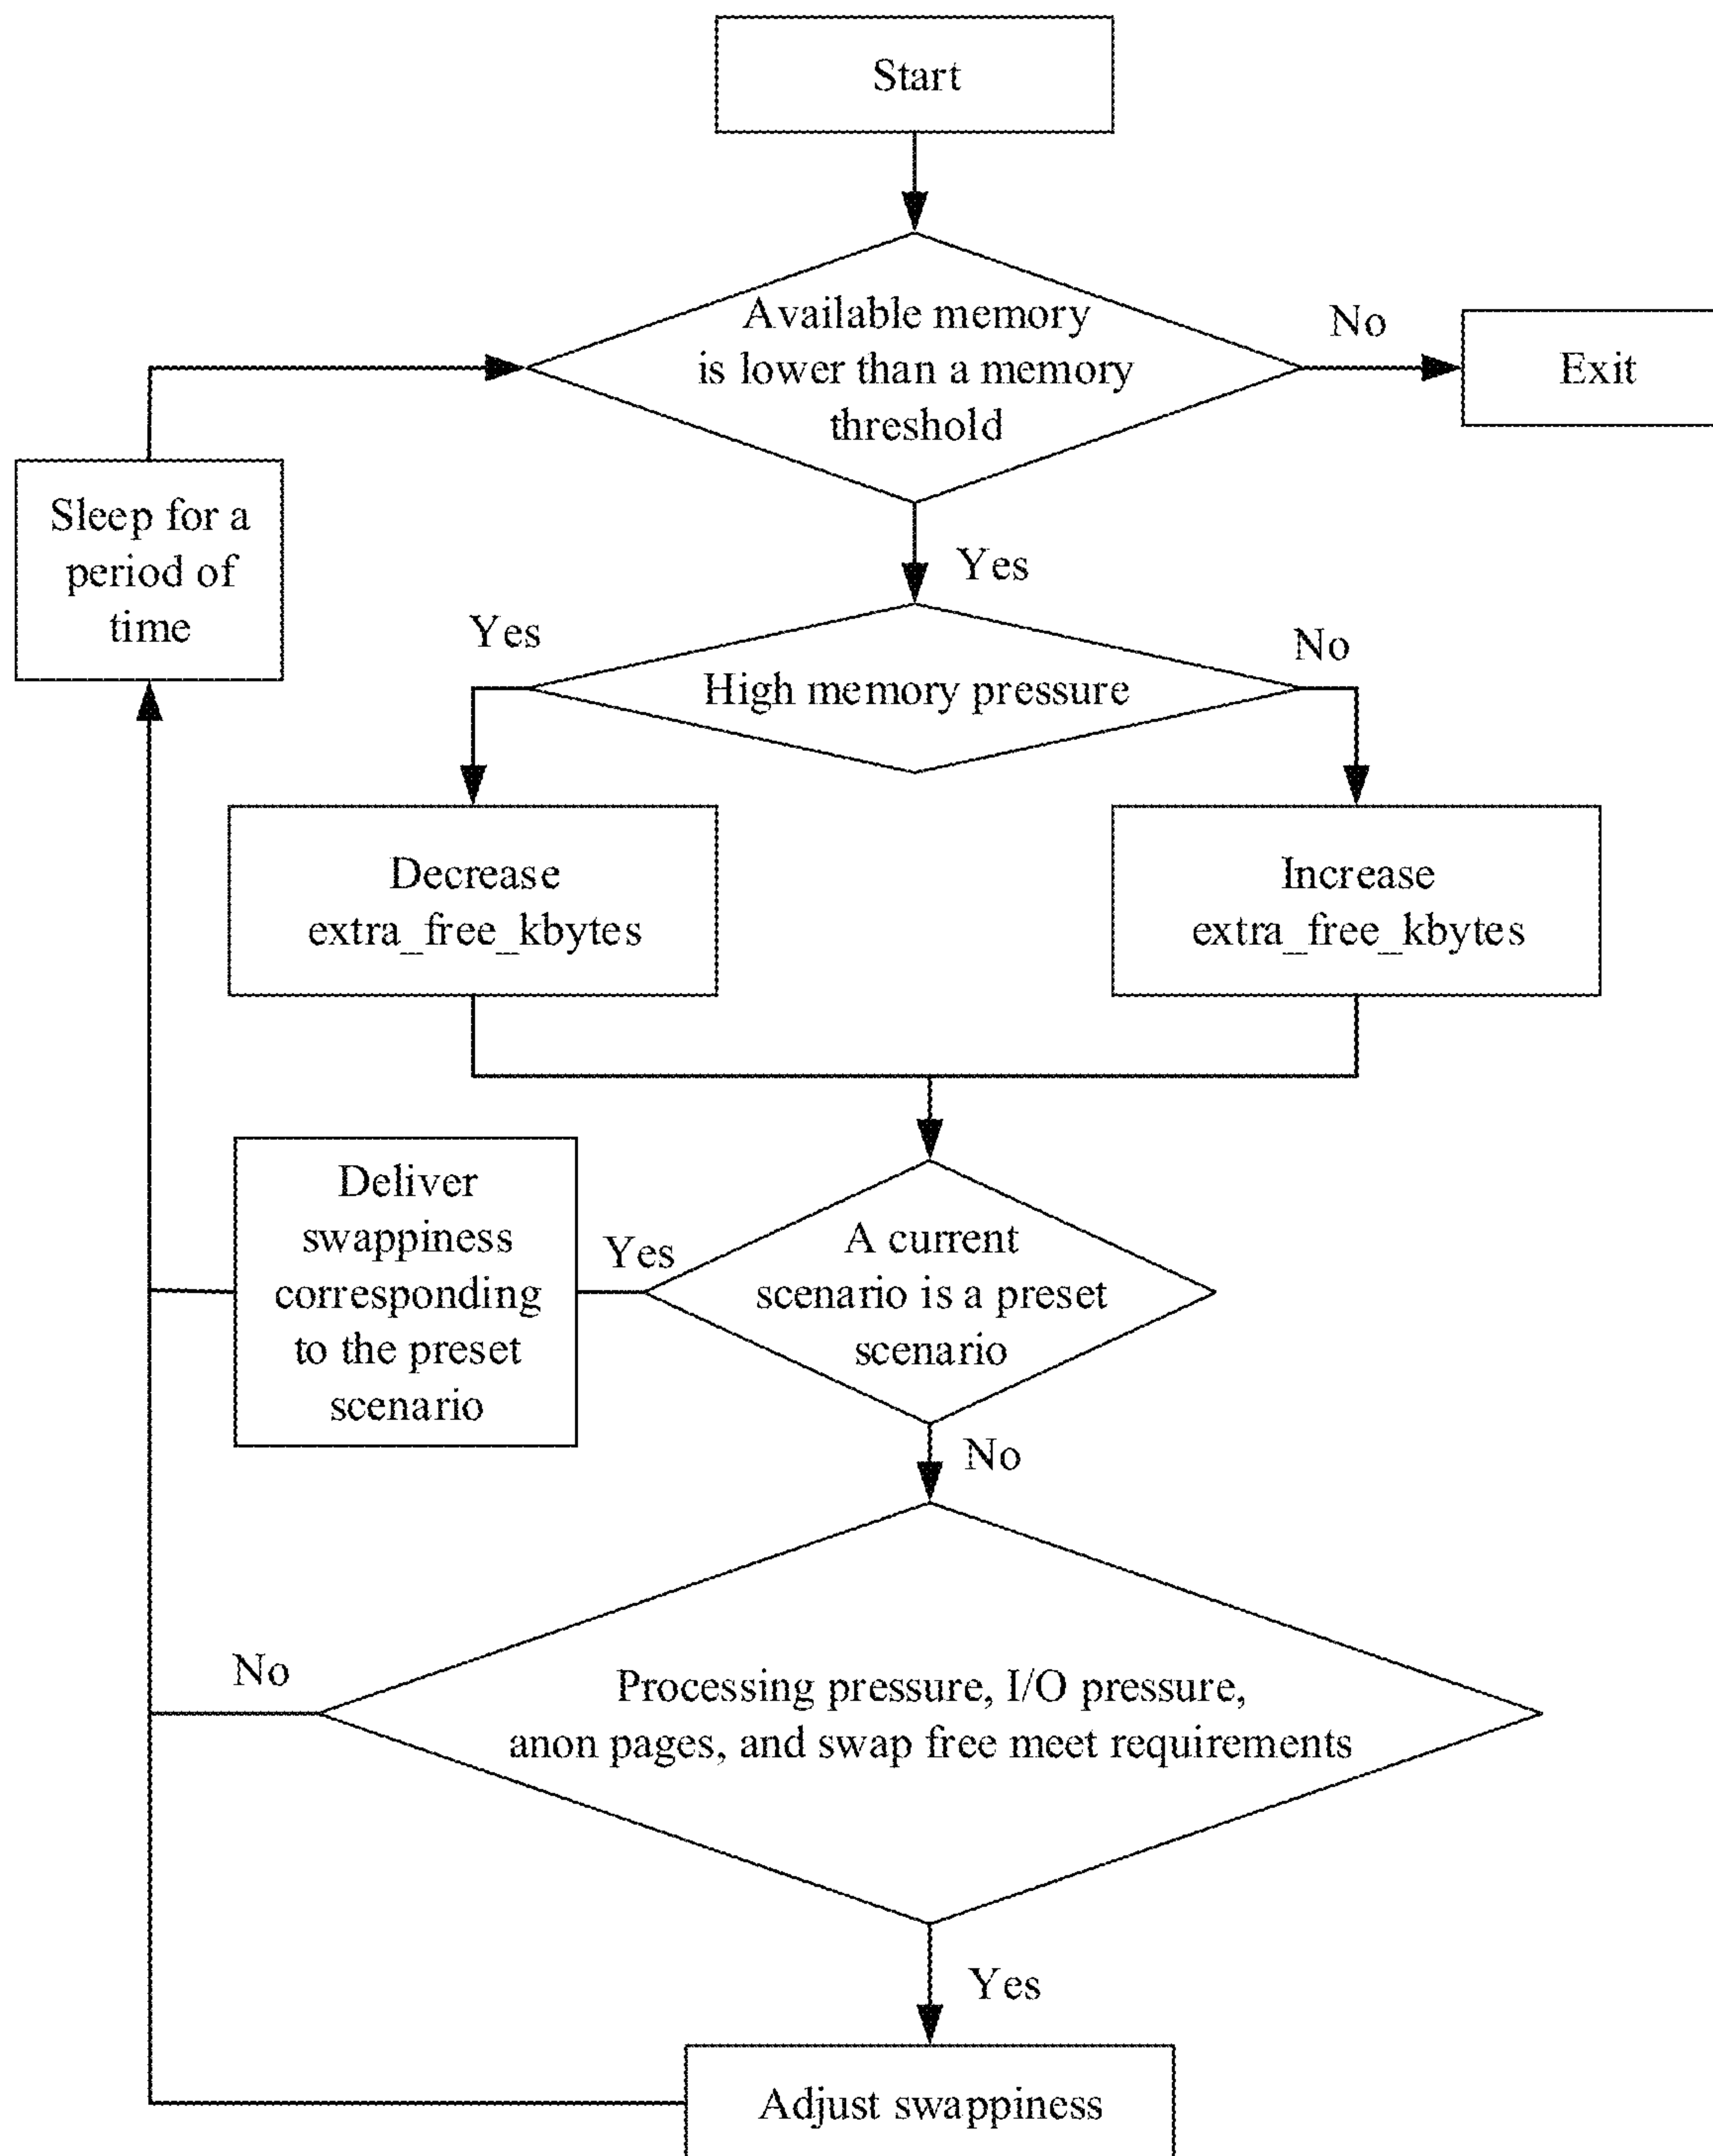 Start
Available memory
is lower than a memory
threshold
No
Exit
Sleep for a
period of
time
Yes
Yes
High memory pressure
No
Decrease
extra_free_kbytes
Increase
extra_free_kbytes
Deliver
swappiness
corresponding
to the preset
scenario
Yes
A current
scenario is a preset
scenario
No
No
Processing pressure, I/O pressure,
anon pages, and swap free meet requirements
Yes
Adjust swappiness